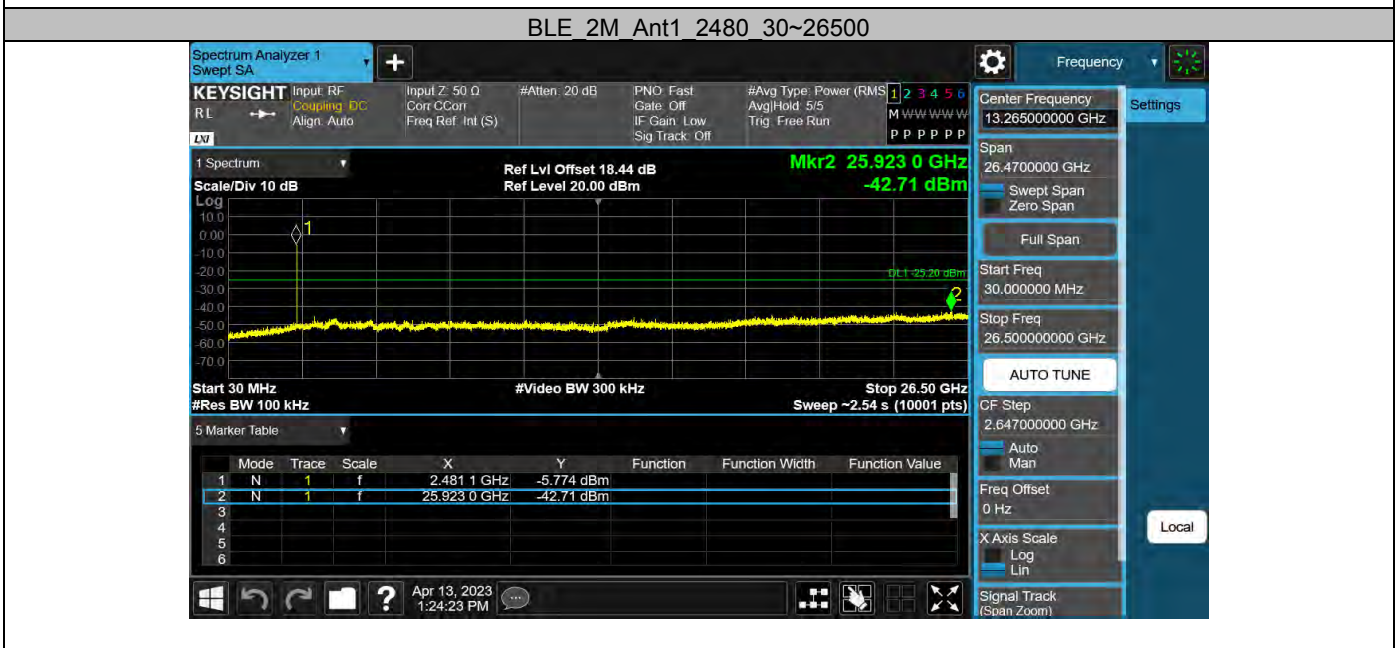 BLE_2M_Ant1_2480_30~26500
Spectrum Analyzer 1
Swept SA
+
Frequency
KEYSIGHT
RL
LXI
Input: RF
Coupling: DC
Align: Auto
Input Z: 50 Ω
Corr CCorr
Freq Ref: Int (S)
#Atten: 20 dB
PNO: Fast
Gate: Off
IF Gain: Low
Sig Track: Off
#Avg Type: Power (RMS
Avg|Hold: 5/5
Trig: Free Run
1 2 3 4 5 6
M W W W W W
P P P P P P
Center Frequency
13.265000000 GHz
Settings
1 Spectrum
Scale/Div 10 dB
Ref Lvl Offset 18.44 dB
Ref Level 20.00 dBm
Mkr2 25.923 0 GHz
-42.71 dBm
Span
26.4700000 GHz
Swept Span
Zero Span
Full Span
Log
10.0
0.00
-10.0
-20.0
-30.0
-40.0
-50.0
-60.0
-70.0
1
DL1 -25.20 dBm
2
Start Freq
30.000000 MHz
Stop Freq
26.500000000 GHz
AUTO TUNE
Start 30 MHz
#Video BW 300 kHz
Stop 26.50 GHz
#Res BW 100 kHz
Sweep ~2.54 s (10001 pts)
CF Step
2.647000000 GHz
Auto
Man
5 Marker Table
Mode Trace Scale X Y Function Function Width Function Value
1 N 1 f 2.481 1 GHz -5.774 dBm
2 N 1 f 25.923 0 GHz -42.71 dBm
3
4
5
6
Freq Offset
0 Hz
Local
X Axis Scale
Log
Lin
?
Apr 13, 2023
1:24:23 PM
Signal Track
(Span Zoom)